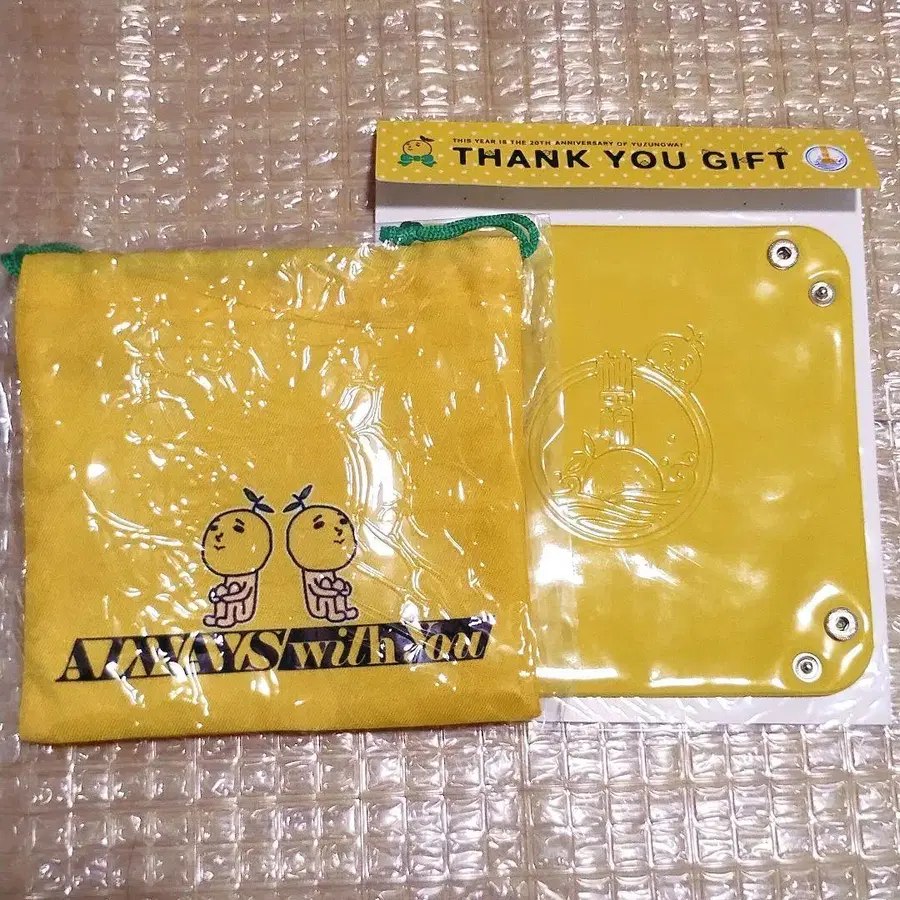 THIS YEAR IS THE 20TH ANNIVERSARY OF YUZUNOWA!
THANK YOU GIFT
ALWAYS with You